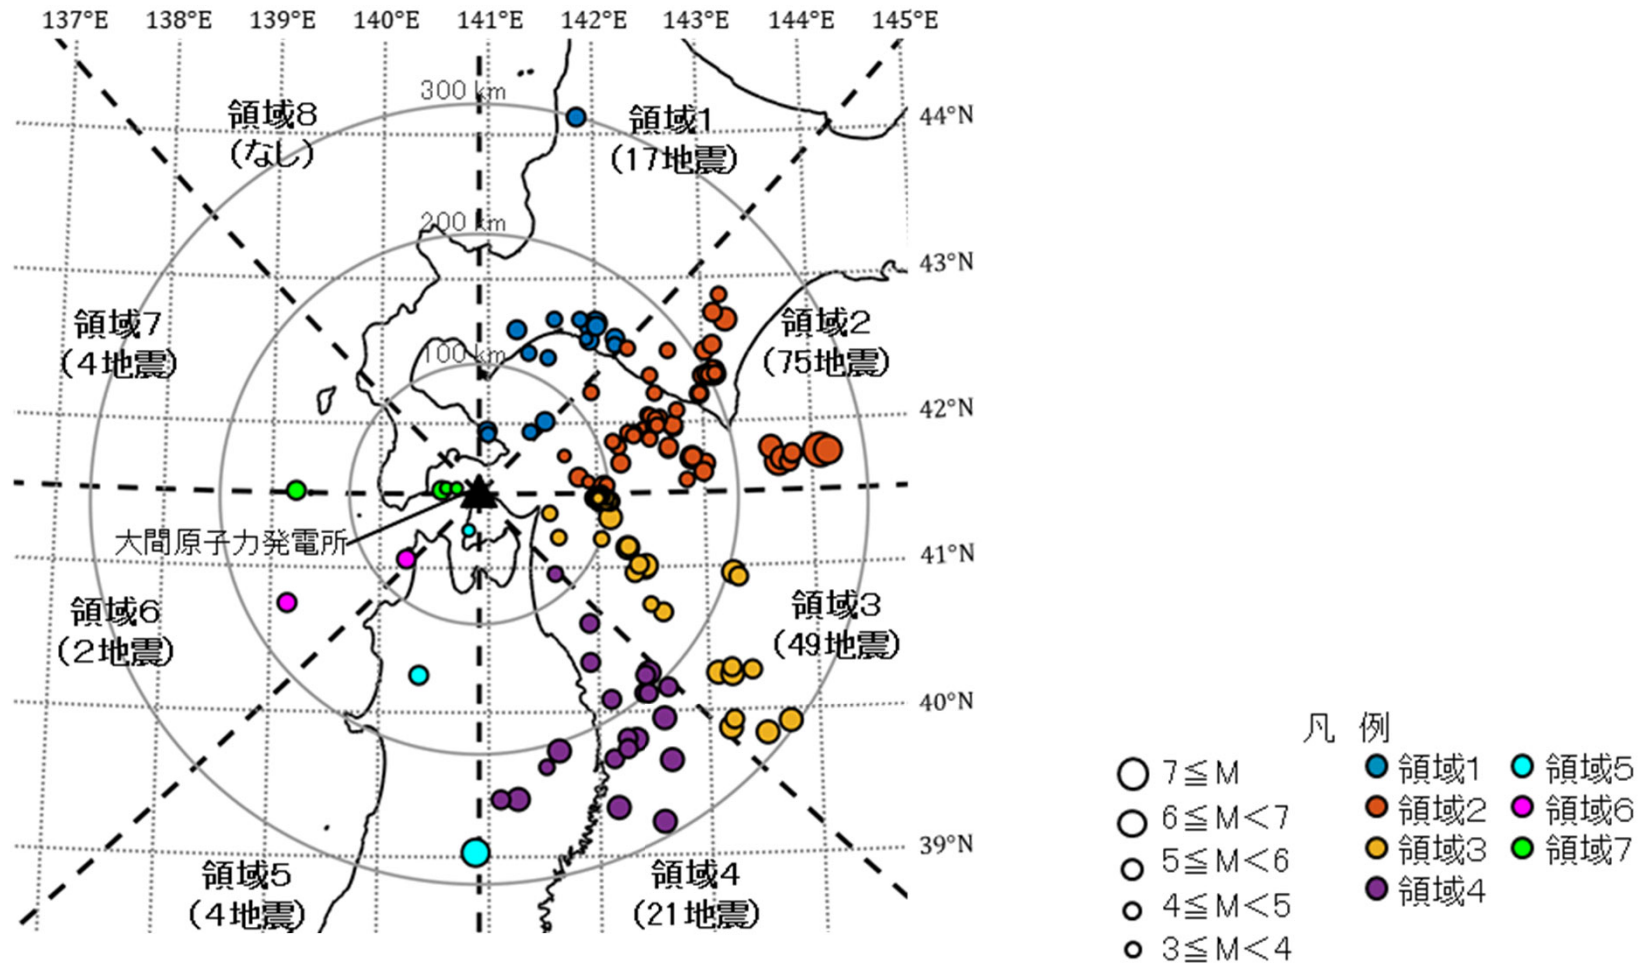 137°E 138°E 139°E 140°E 141°E 142°E 143°E 144°E 145°E
300 km
領域8
(なし)
領域1
(17地震)
44°N
200 km
43°N
領域7
(4地震)
領域2
(75地震)
100 km
42°N
大間原子力発電所
41°N
領域6
(2地震)
領域3
(49地震)
40°N
39°N
領域5
(4地震)
領域4
(21地震)
凡 例
7≦M
6≦M<7
5≦M<6
4≦M<5
3≦M<4
領域1
領域2
領域3
領域4
領域5
領域6
領域7